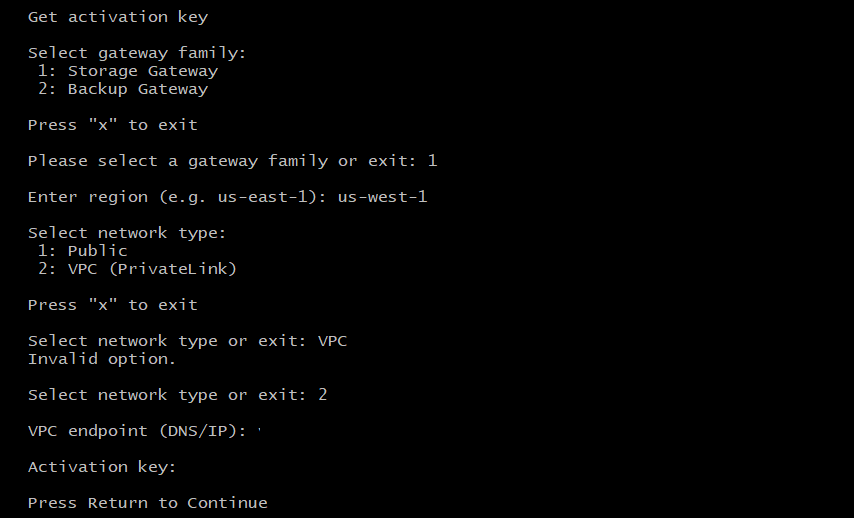 Get activation key
Select gateway family:
1: Storage Gateway
2: Backup Gateway
Press "x" to exit
Please select a gateway family or exit: 1
Enter region (e.g. us-east-1): us-west-1
Select network type:
1: Public
2: VPC (PrivateLink)
Press "x" to exit
Select network type or exit: VPC
Invalid option.
Select network type or exit: 2
VPC endpoint (DNS/IP):
Activation key:
Press Return to Continue